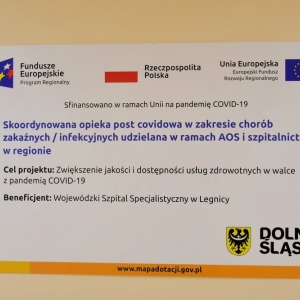 Fundusze
Europejskie
Program Regionalny
Rzeczpospolita
Polska
Unia Europejska
Europejski Fundusz
Rozwoju Regionalnego
Sfinansowano w ramach Unii na pandemię COVID-19
Skoordynowana opieka post covidowa w zakresie chorób
zakaźnych / infekcyjnych udzielana w ramach AOS i szpitalnict
w regionie
Cel projektu: Zwiększenie jakości i dostępności usług zdrowotnych w walce
z pandemią COVID-19
Beneficjent: Wojewódzki Szpital Specjalistyczny w Legnicy
DOLN
ŚLĄS
www.mapadotacji.gov.pl